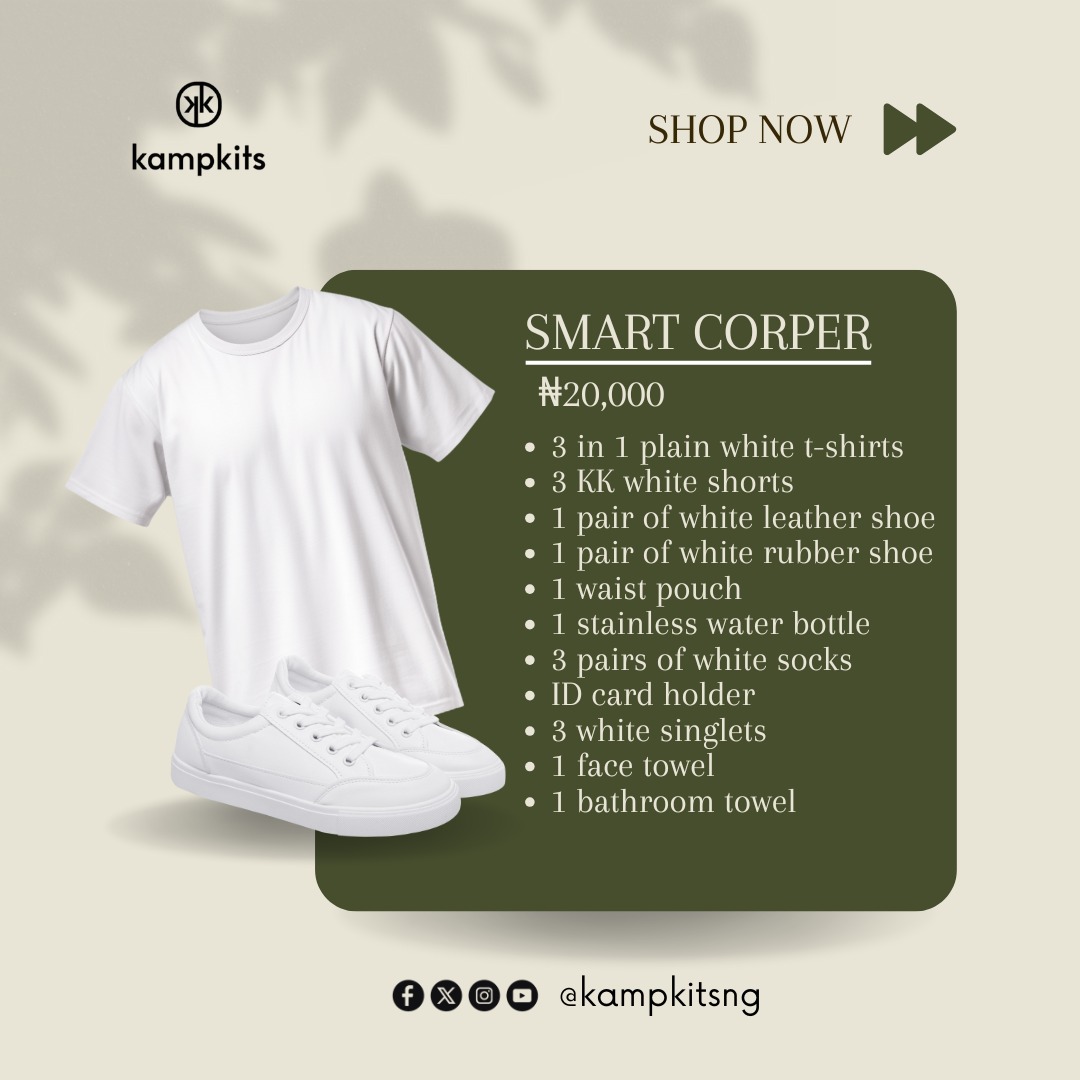 kk
kampkits
SHOP NOW
SMART CORPER
₦20,000
• 3 in 1 plain white t-shirts
• 3 KK white shorts
• 1 pair of white leather shoe
• 1 pair of white rubber shoe
• 1 waist pouch
• 1 stainless water bottle
• 3 pairs of white socks
• ID card holder
• 3 white singlets
• 1 face towel
• 1 bathroom towel
@kampkitsng